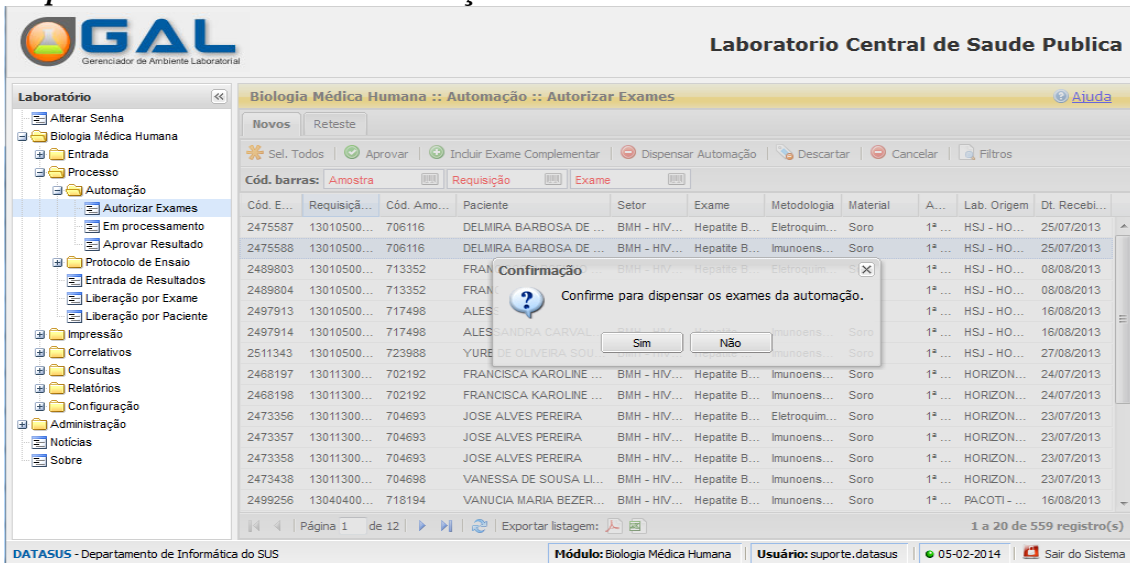 GAL
Gerenciador de Ambiente Laboratorial
Laboratorio Central de Saude Publica
Laboratório
Alterar Senha
Biologia Médica Humana
Entrada
Processo
Automação
Autorizar Exames
Em processamento
Aprovar Resultado
Protocolo de Ensaio
Entrada de Resultados
Liberação por Exame
Liberação por Paciente
Impressão
Correlativos
Consultas
Relatórios
Configuração
Administração
Notícias
Sobre
Biologia Médica Humana :: Automação :: Autorizar Exames Ajuda
Novos Reteste
Sel. Todos Aprovar Incluir Exame Complementar Dispensar Automação Descartar Cancelar Filtros
Cód. barras: Amostra Requisição Exame
Cód. E... Requisiçã... Cód. Amo... Paciente Setor Exame Metodologia Material A... Lab. Origem Dt. Recebi...
2475587 13010500... 706116 DELMIRA BARBOSA DE ... BMH - HIV... Hepatite B... Eletroquim... Soro 1ª ... HSJ - HO... 25/07/2013
2475588 13010500... 706116 DELMIRA BARBOSA DE ... BMH - HIV... Hepatite B... Imunoens... Soro 1ª ... HSJ - HO... 25/07/2013
2489803 13010500... 713352 FRAN BMH - HIV... Hepatite B... Eletroquim... 1ª ... HSJ - HO... 08/08/2013
2489804 13010500... 713352 FRAN 1ª ... HSJ - HO... 08/08/2013
2497913 13010500... 717498 ALES 1ª ... HSJ - HO... 16/08/2013
2497914 13010500... 717498 ALESSANDRA CARVAL... Imunoens... Soro 1ª ... HSJ - HO... 16/08/2013
2511343 13010500... 723988 YURE DE OLIVEIRA SOU... Imunoens... Soro 1ª ... HSJ - HO... 27/08/2013
2468197 13011300... 702192 FRANCISCA KAROLINE ... BMH - HIV... Hepatite B... Imunoens... Soro 1ª ... HORIZON... 24/07/2013
2468198 13011300... 702192 FRANCISCA KAROLINE ... BMH - HIV... Hepatite B... Imunoens... Soro 1ª ... HORIZON... 24/07/2013
2473356 13011300... 704693 JOSE ALVES PEREIRA BMH - HIV... Hepatite B... Eletroquim... Soro 1ª ... HORIZON... 23/07/2013
2473357 13011300... 704693 JOSE ALVES PEREIRA BMH - HIV... Hepatite B... Imunoens... Soro 1ª ... HORIZON... 23/07/2013
2473358 13011300... 704693 JOSE ALVES PEREIRA BMH - HIV... Hepatite B... Imunoens... Soro 1ª ... HORIZON... 23/07/2013
2473438 13011300... 704698 VANESSA DE SOUSA LI... BMH - HIV... Hepatite B... Imunoens... Soro 1ª ... HORIZON... 23/07/2013
2499256 13040400... 718194 VANUCIA MARIA BEZER... BMH - HIV... Hepatite B... Imunoens... Soro 1ª ... PACOTI - ... 16/08/2013
Confirmação
Confirme para dispensar os exames da automação.
Sim Não
Página 1 de 12 Exportar listagem: 1 a 20 de 559 registro(s)
DATASUS - Departamento de Informática do SUS Módulo: Biologia Médica Humana Usuário: suporte.datasus 05-02-2014 Sair do Sistema